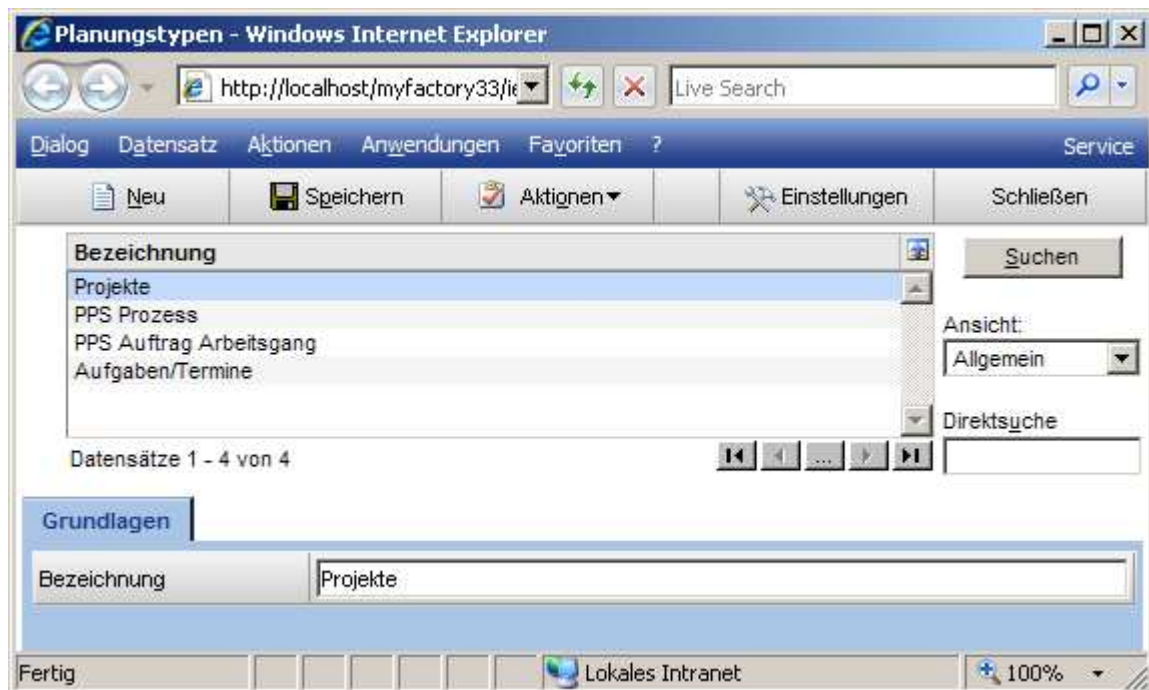 Planungstypen - Windows Internet Explorer
http://localhost/myfactory33/ie
Live Search
Dialog Datensatz Aktionen Anwendungen Favoriten ? Service
Neu Speichern Aktionen Einstellungen Schließen
Bezeichnung
Suchen
Projekte
PPS Prozess
PPS Auftrag Arbeitsgang
Aufgaben/Termine
Ansicht:
Allgemein
Direktsuche
Datensätze 1 - 4 von 4
...
Grundlagen
Bezeichnung Projekte
Fertig Lokales Intranet 100%